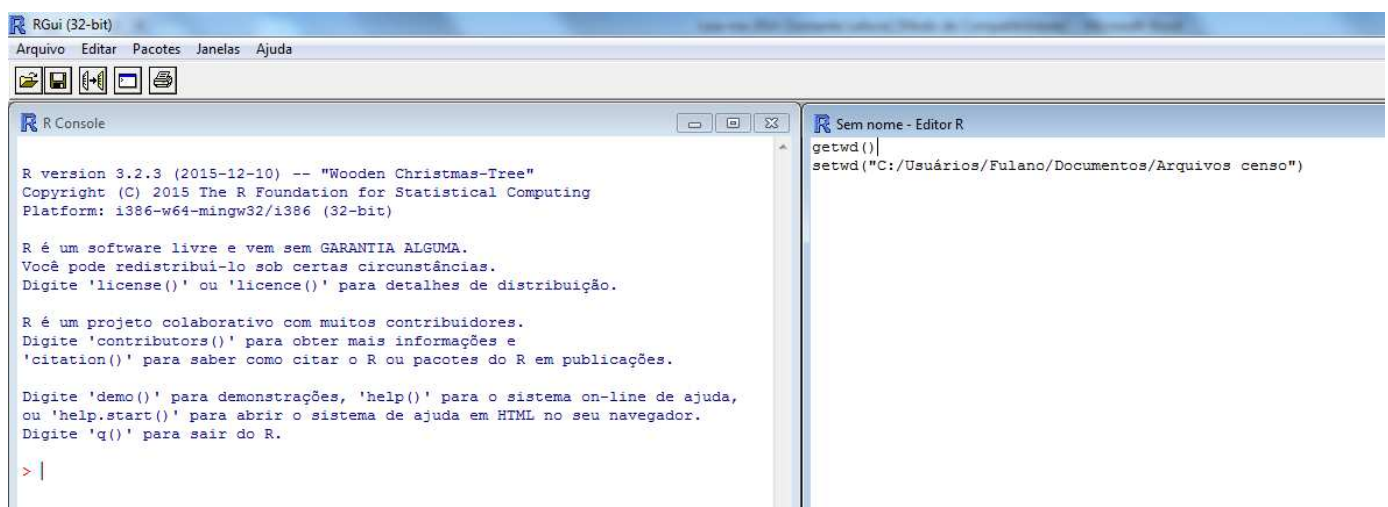 RGui (32-bit)
Arquivo Editar Pacotes Janelas Ajuda
R Console
R version 3.2.3 (2015-12-10) -- "Wooden Christmas-Tree"
Copyright (C) 2015 The R Foundation for Statistical Computing
Platform: i386-w64-mingw32/i386 (32-bit)
R é um software livre e vem sem GARANTIA ALGUMA.
Você pode redistribuí-lo sob certas circunstâncias.
Digite 'license()' ou 'licence()' para detalhes de distribuição.
R é um projeto colaborativo com muitos contribuidores.
Digite 'contributors()' para obter mais informações e
'citation()' para saber como citar o R ou pacotes do R em publicações.
Digite 'demo()' para demonstrações, 'help()' para o sistema on-line de ajuda,
ou 'help.start()' para abrir o sistema de ajuda em HTML no seu navegador.
Digite 'q()' para sair do R.
>
Sem nome - Editor R
getwd()
setwd("C:/Usuários/Fulano/Documentos/Arquivos censo")